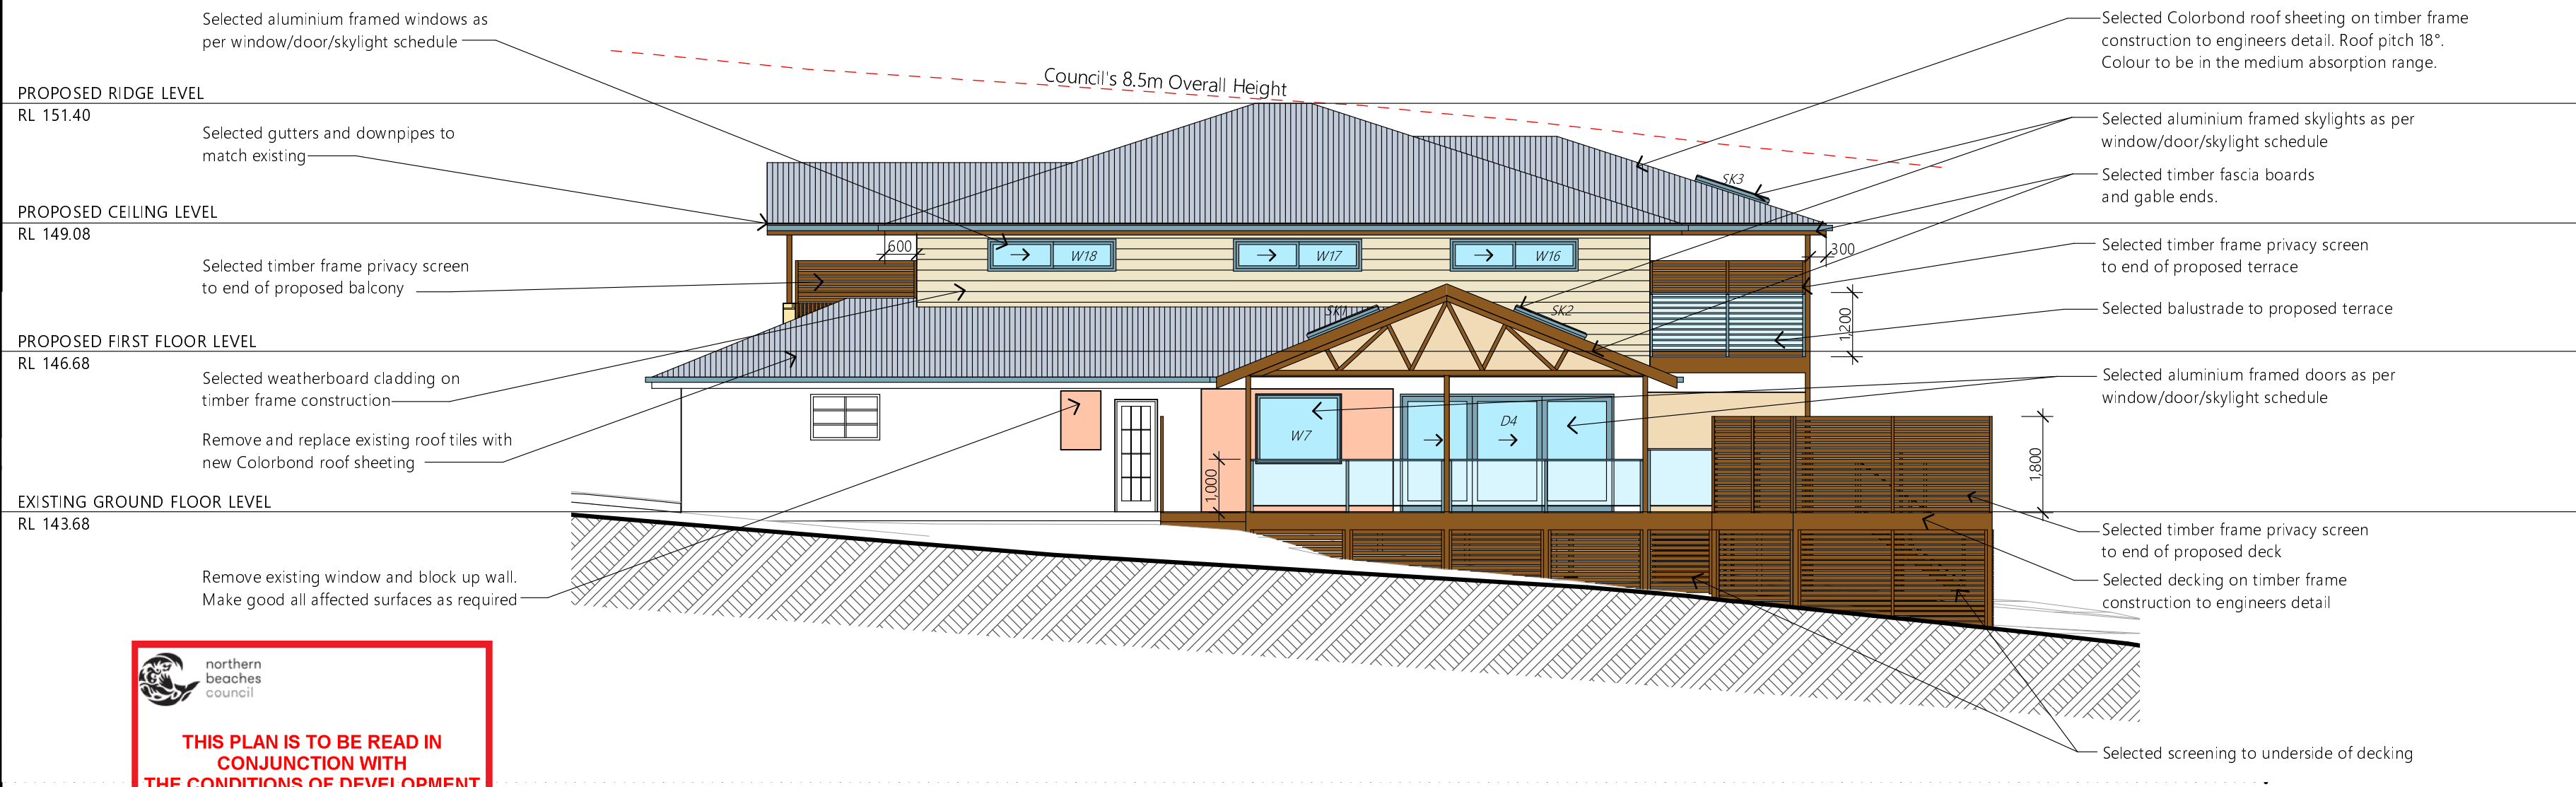 Selected aluminium framed windows as
per window/door/skylight schedule
PROPOSED RIDGE LEVEL
RL 151.40
Selected gutters and downpipes to
match existing
PROPOSED CEILING LEVEL
RL 149.08
Selected timber frame privacy screen
to end of proposed balcony
PROPOSED FIRST FLOOR LEVEL
RL 146.68
Selected weatherboard cladding on
timber frame construction
Remove and replace existing roof tiles with
new Colorbond roof sheeting
EXISTING GROUND FLOOR LEVEL
RL 143.68
Remove existing window and block up wall.
Make good all affected surfaces as required
northern
beaches
council
THIS PLAN IS TO BE READ IN
CONJUNCTION WITH
THE CONDITIONS OF DEVELOPMENT
Council's 8.5m Overall Height
SK3
600
W18
W17
W16
300
SK1
SK2
1,200
W7
D4
1,000
1,800
Selected Colorbond roof sheeting on timber frame
construction to engineers detail. Roof pitch 18°.
Colour to be in the medium absorption range.
Selected aluminium framed skylights as per
window/door/skylight schedule
Selected timber fascia boards
and gable ends.
Selected timber frame privacy screen
to end of proposed terrace
Selected balustrade to proposed terrace
Selected aluminium framed doors as per
window/door/skylight schedule
Selected timber frame privacy screen
to end of proposed deck
Selected decking on timber frame
construction to engineers detail
Selected screening to underside of decking